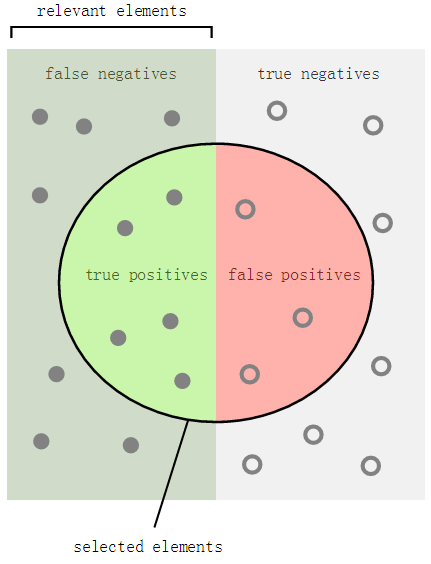 relevant elements
false negatives
true negatives
true positives
false positives
selected elements